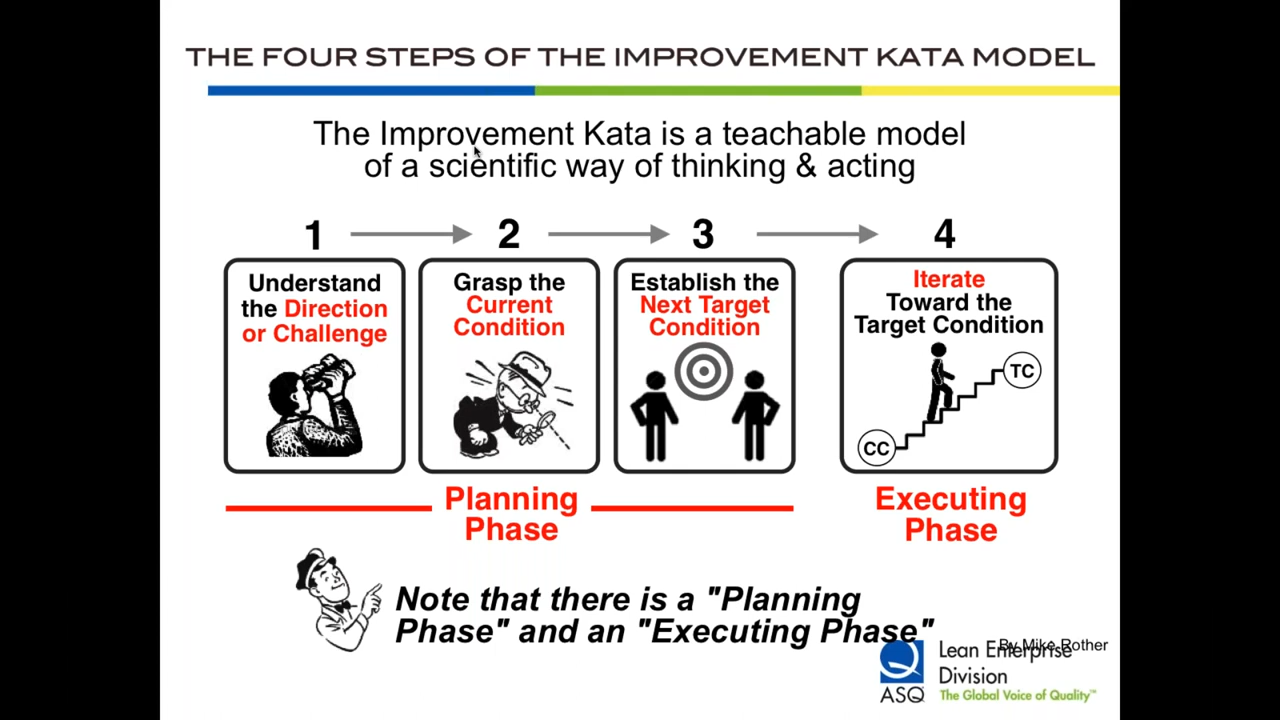 THE FOUR STEPS OF THE IMPROVEMENT KATA MODEL
The Improvement Kata is a teachable model
of a scientific way of thinking & acting
1
2
3
4
Understand
the Direction
or Challenge
Grasp the
Current
Condition
Establish the
Next Target
Condition
Iterate
Toward the
Target Condition
TC
CC
Planning
Phase
Executing
Phase
Note that there is a "Planning
Phase" and an "Executing Phase"
By Mike Rother
Lean Enterprise
Division
ASQ
The Global Voice of Quality™